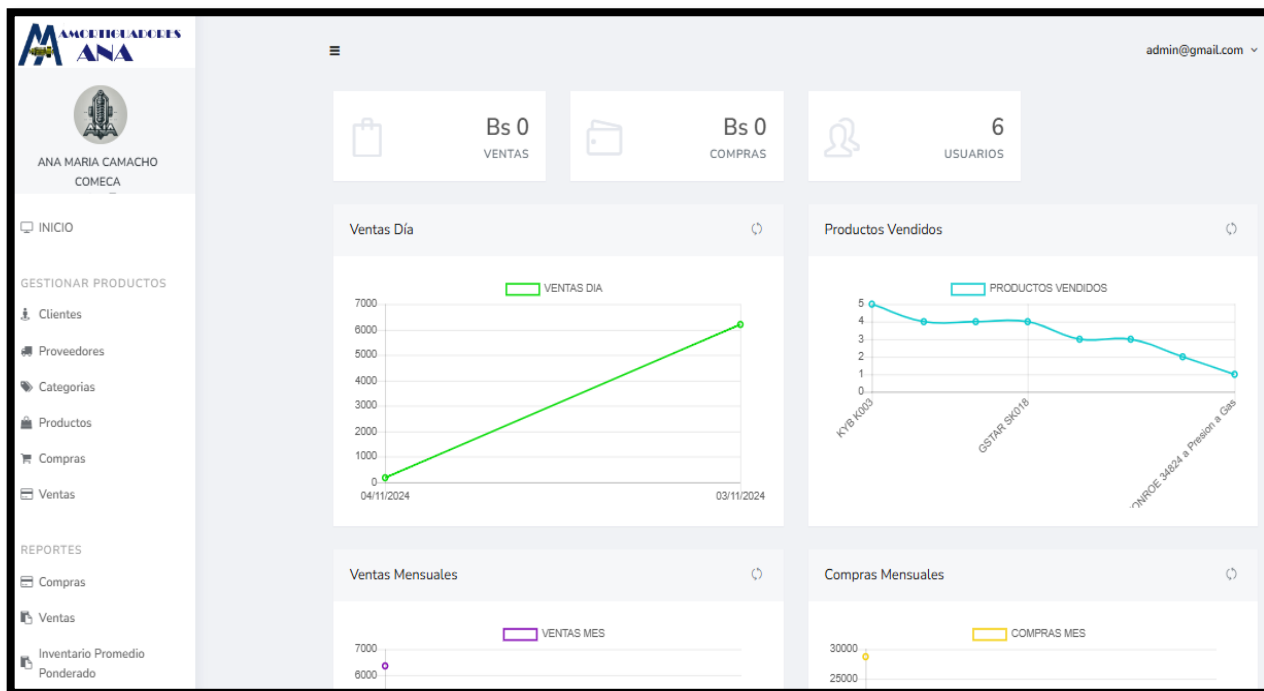 AMORTIGUADORES
ANA
ANA MARIA CAMACHO
COMECA
INICIO
GESTIONAR PRODUCTOS
Clientes
Proveedores
Categorias
Productos
Compras
Ventas
REPORTES
Compras
Ventas
Inventario Promedio
Ponderado
admin@gmail.com
Bs 0
VENTAS
Bs 0
COMPRAS
6
USUARIOS
Ventas Día
VENTAS DIA
7000
6000
5000
4000
3000
2000
1000
0
04/11/2024
03/11/2024
Productos Vendidos
PRODUCTOS VENDIDOS
5
4
3
2
1
0
KYB K003
GSTAR SK018
ONROE 34824 a Presion a Gas
Ventas Mensuales
VENTAS MES
7000
6000
Compras Mensuales
COMPRAS MES
30000
25000